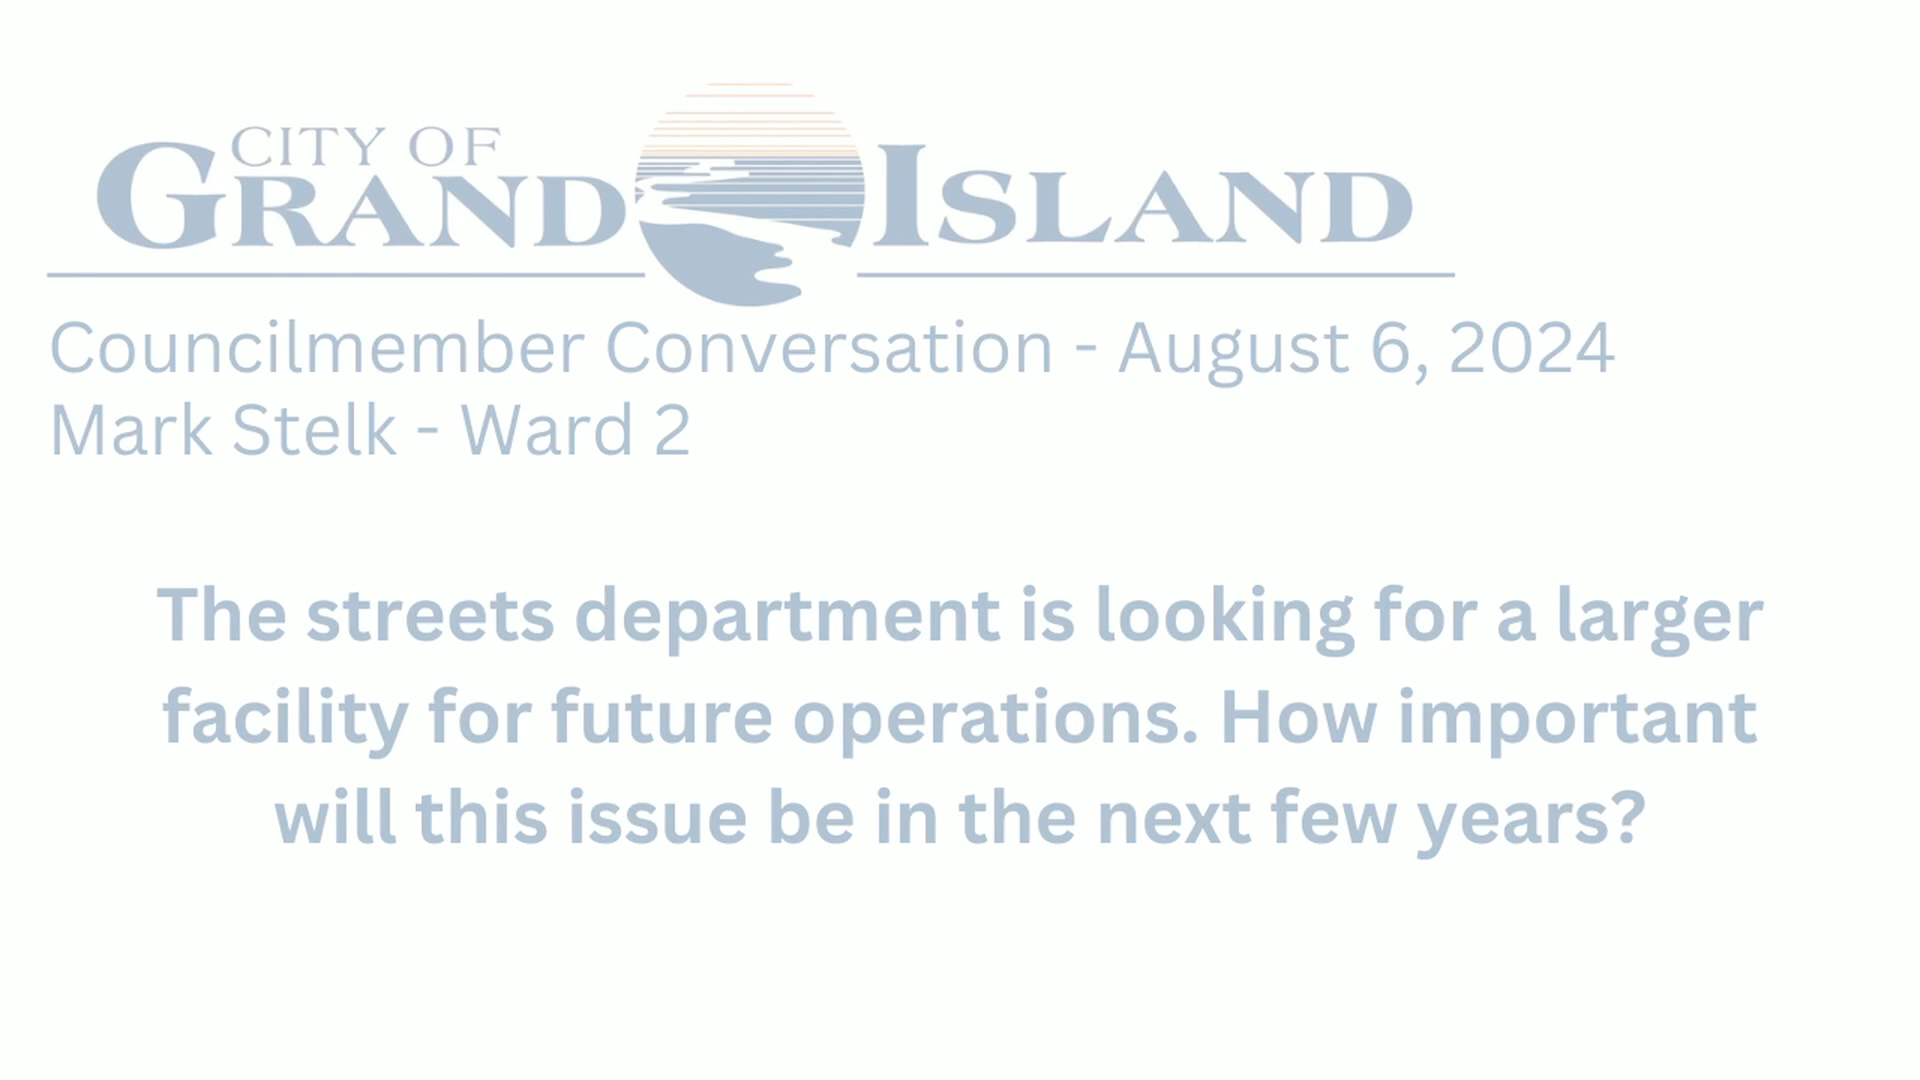 CITY OF
GRAND ISLAND
Councilmember Conversation - August 6, 2024
Mark Stelk - Ward 2
The streets department is looking for a larger
facility for future operations. How important
will this issue be in the next few years?